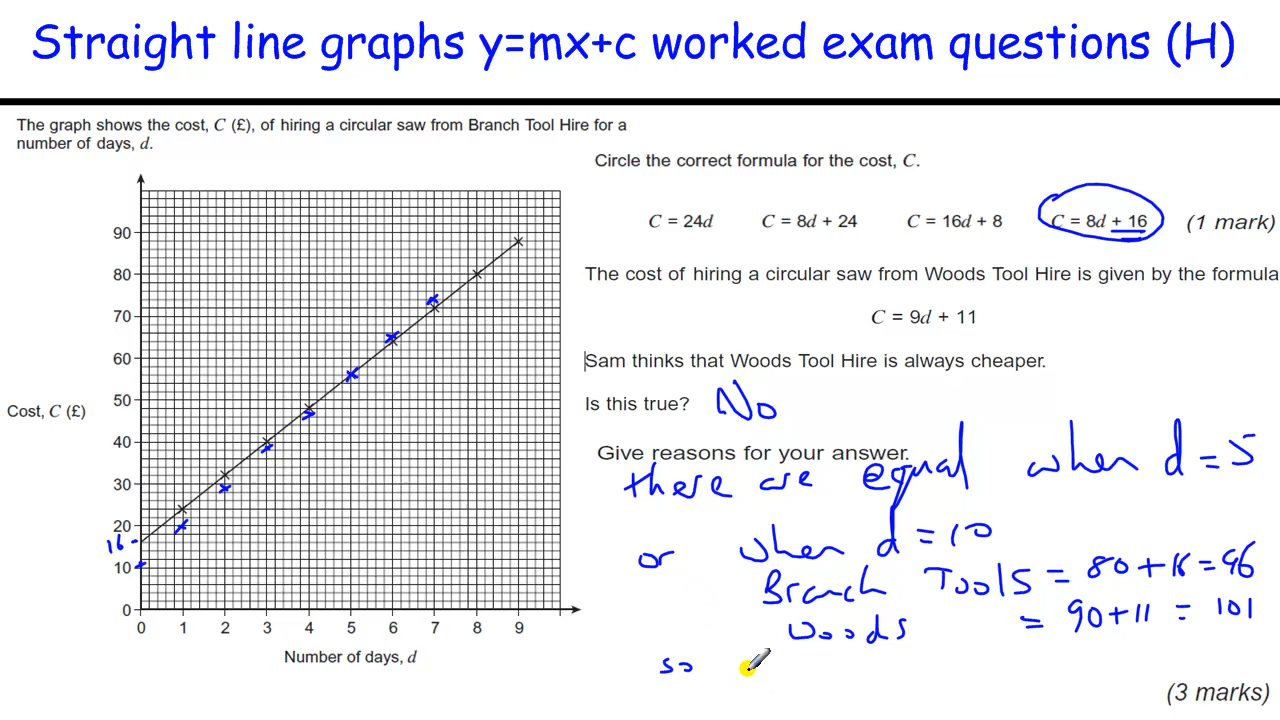 Straight line graphs y=mx+c worked exam questions (H)
The graph shows the cost, C (£), of hiring a circular saw from Branch Tool Hire for a
number of days, d.
90
80
70
60
50
40
30
20
16
10
0
Cost, C (£)
0 1 2 3 4 5 6 7 8 9
Number of days, d
Circle the correct formula for the cost, C.
C = 24d C = 8d + 24 C = 16d + 8 C = 8d + 16 (1 mark)
The cost of hiring a circular saw from Woods Tool Hire is given by the formula
C = 9d + 11
Sam thinks that Woods Tool Hire is always cheaper.
Is this true? No
Give reasons for your answer.
there are equal when d = 5
or when d = 10
Branch Tools = 80 + 16 = 96
Woods = 90 + 11 = 101
so
(3 marks)